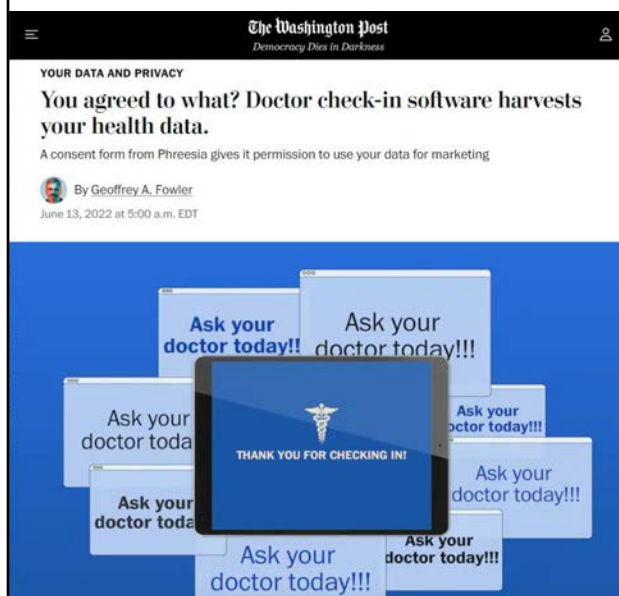 The Washington Post
Democracy Dies in Darkness
YOUR DATA AND PRIVACY
You agreed to what? Doctor check-in software harvests
your health data.
A consent form from Phreesia gives it permission to use your data for marketing
By Geoffrey A. Fowler
June 13, 2022 at 5:00 a.m. EDT
Ask your
doctor today!!
Ask your
doctor today!!!
Ask your
doctor toda
THANK YOU FOR CHECKING IN!
Ask your
octor today!!!
Ask your
doctor today!!!
Ask your
doctor toda
Ask your
doctor today!!!
Ask your
doctor today!!!